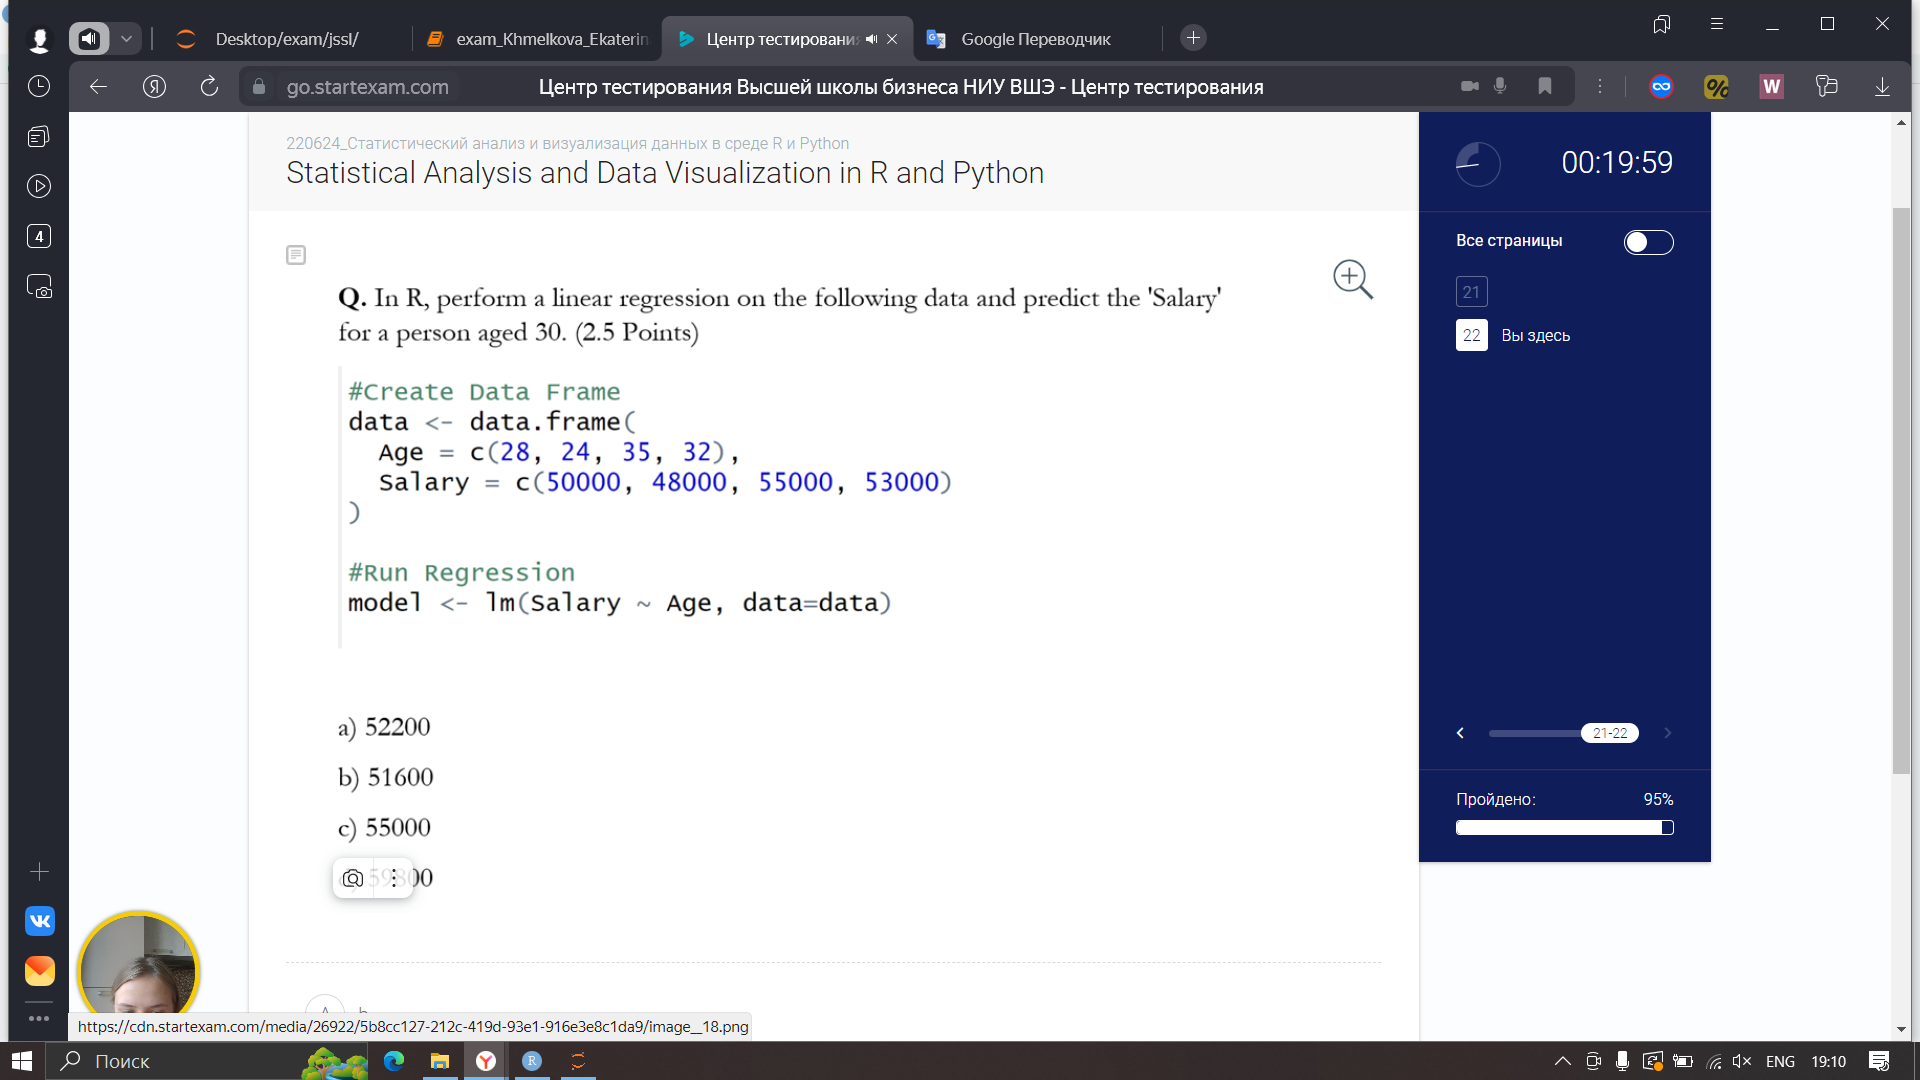 Desktop/exam/jssl/
exam_Khmelkova_Ekaterin
Центр тестировани
Google Переводчик
go.startexam.com
Центр тестирования Высшей школы бизнеса НИУ ВШЭ - Центр тестирования
220624_Статистический анализ и визуализация данных в среде R и Python
Statistical Analysis and Data Visualization in R and Python
00:19:59
Все страницы
21
22 Вы здесь
Q. In R, perform a linear regression on the following data and predict the 'Salary'
for a person aged 30. (2.5 Points)
#Create Data Frame
data <- data.frame(
Age = c(28, 24, 35, 32),
Salary = c(50000, 48000, 55000, 53000)
)
#Run Regression
model <- lm(Salary ~ Age, data=data)
a) 52200
b) 51600
c) 55000
59800
21-22
Пройдено: 95%
4
https://cdn.startexam.com/media/26922/5b8cc127-212c-419d-93e1-916e3e8c1da9/image__18.png
Поиск
ENG
19:10